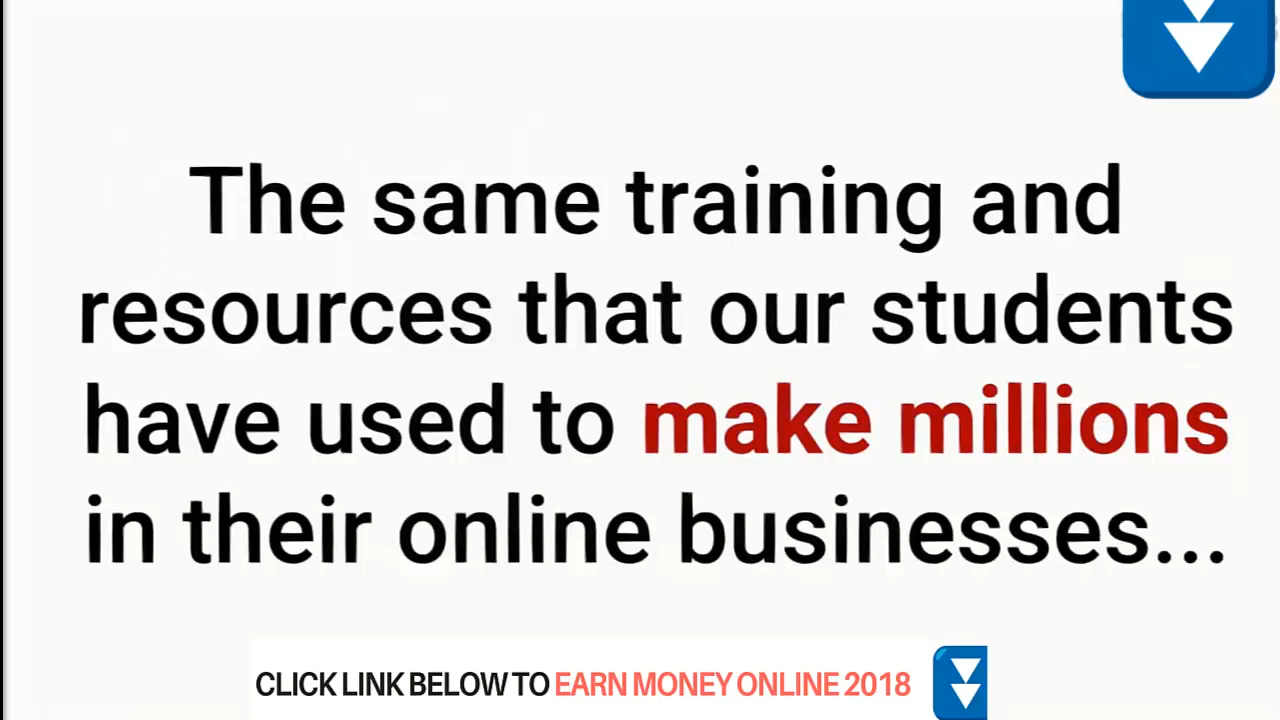 The same training and
resources that our students
have used to make millions
in their online businesses...
CLICK LINK BELOW TO EARN MONEY ONLINE 2018